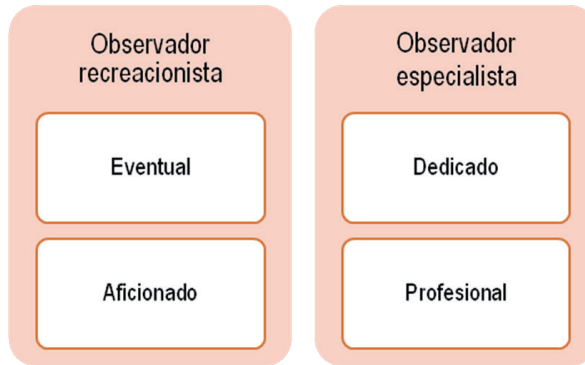 Observador
recreacionista
Eventual
Aficionado
Observador
especialista
Dedicado
Profesional